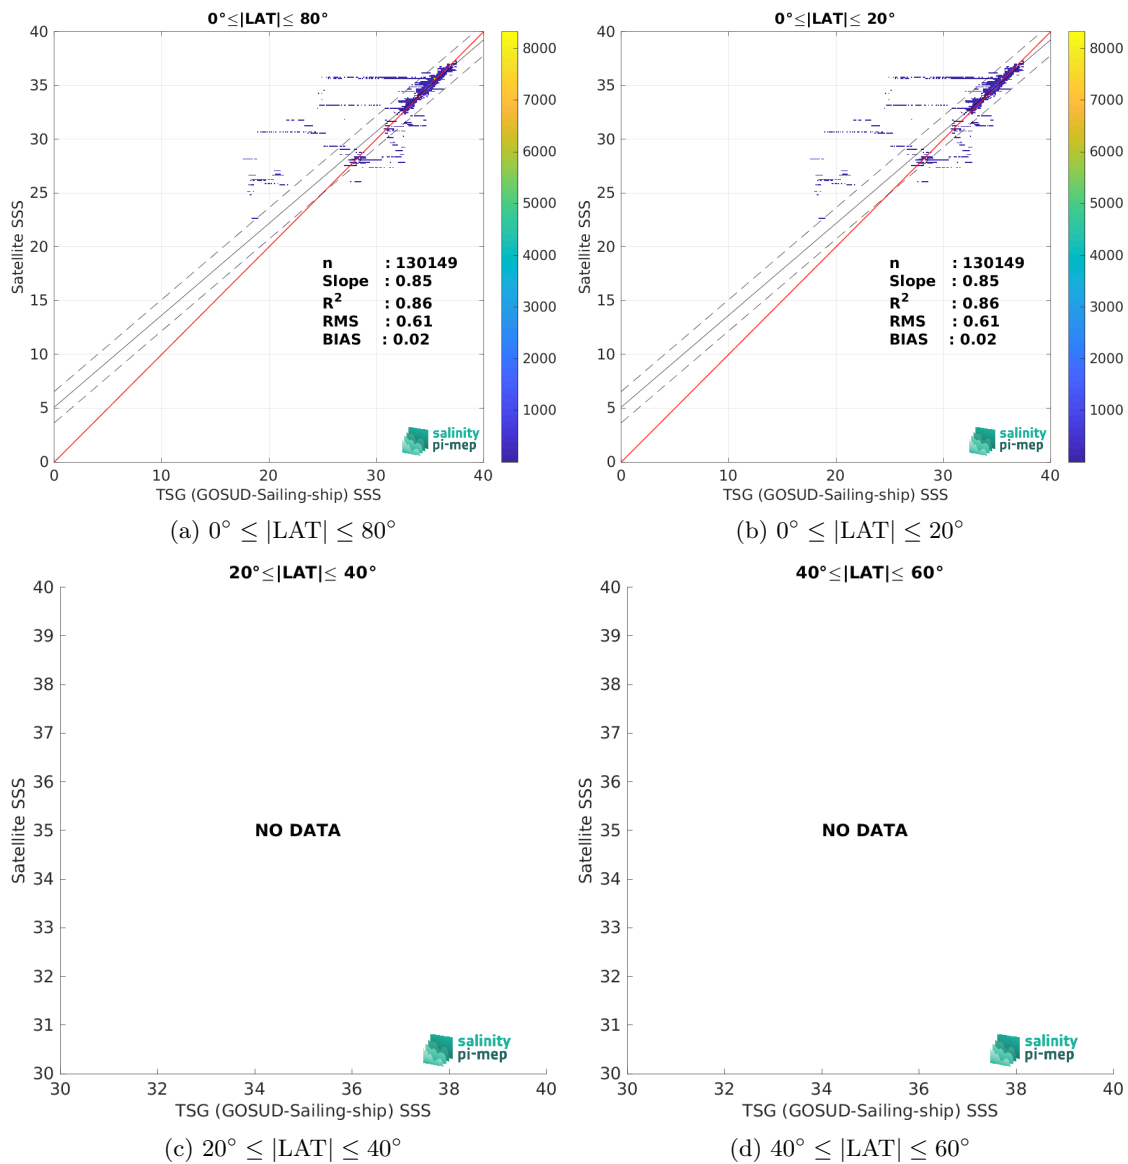 0°≤|LAT|≤ 80°
40
35
30
25
20
15
10
5
0
Satellite SSS
n : 130149
Slope : 0.85
R2 : 0.86
RMS : 0.61
BIAS : 0.02
salinity
pi-mep
0 10 20 30 40
TSG (GOSUD-Sailing-ship) SSS
8000
7000
6000
5000
4000
3000
2000
1000
(a) 0° ≤ |LAT| ≤ 80°
0°≤|LAT|≤ 20°
40
35
30
25
20
15
10
5
0
Satellite SSS
n : 130149
Slope : 0.85
R2 : 0.86
RMS : 0.61
BIAS : 0.02
salinity
pi-mep
0 10 20 30 40
TSG (GOSUD-Sailing-ship) SSS
8000
7000
6000
5000
4000
3000
2000
1000
(b) 0° ≤ |LAT| ≤ 20°
20°≤|LAT|≤ 40°
40
39
38
37
36
35
34
33
32
31
30
Satellite SSS
NO DATA
salinity
pi-mep
30 32 34 36 38 40
TSG (GOSUD-Sailing-ship) SSS
(c) 20° ≤ |LAT| ≤ 40°
40°≤|LAT|≤ 60°
40
39
38
37
36
35
34
33
32
31
30
Satellite SSS
NO DATA
salinity
pi-mep
30 32 34 36 38 40
TSG (GOSUD-Sailing-ship) SSS
(d) 40° ≤ |LAT| ≤ 60°